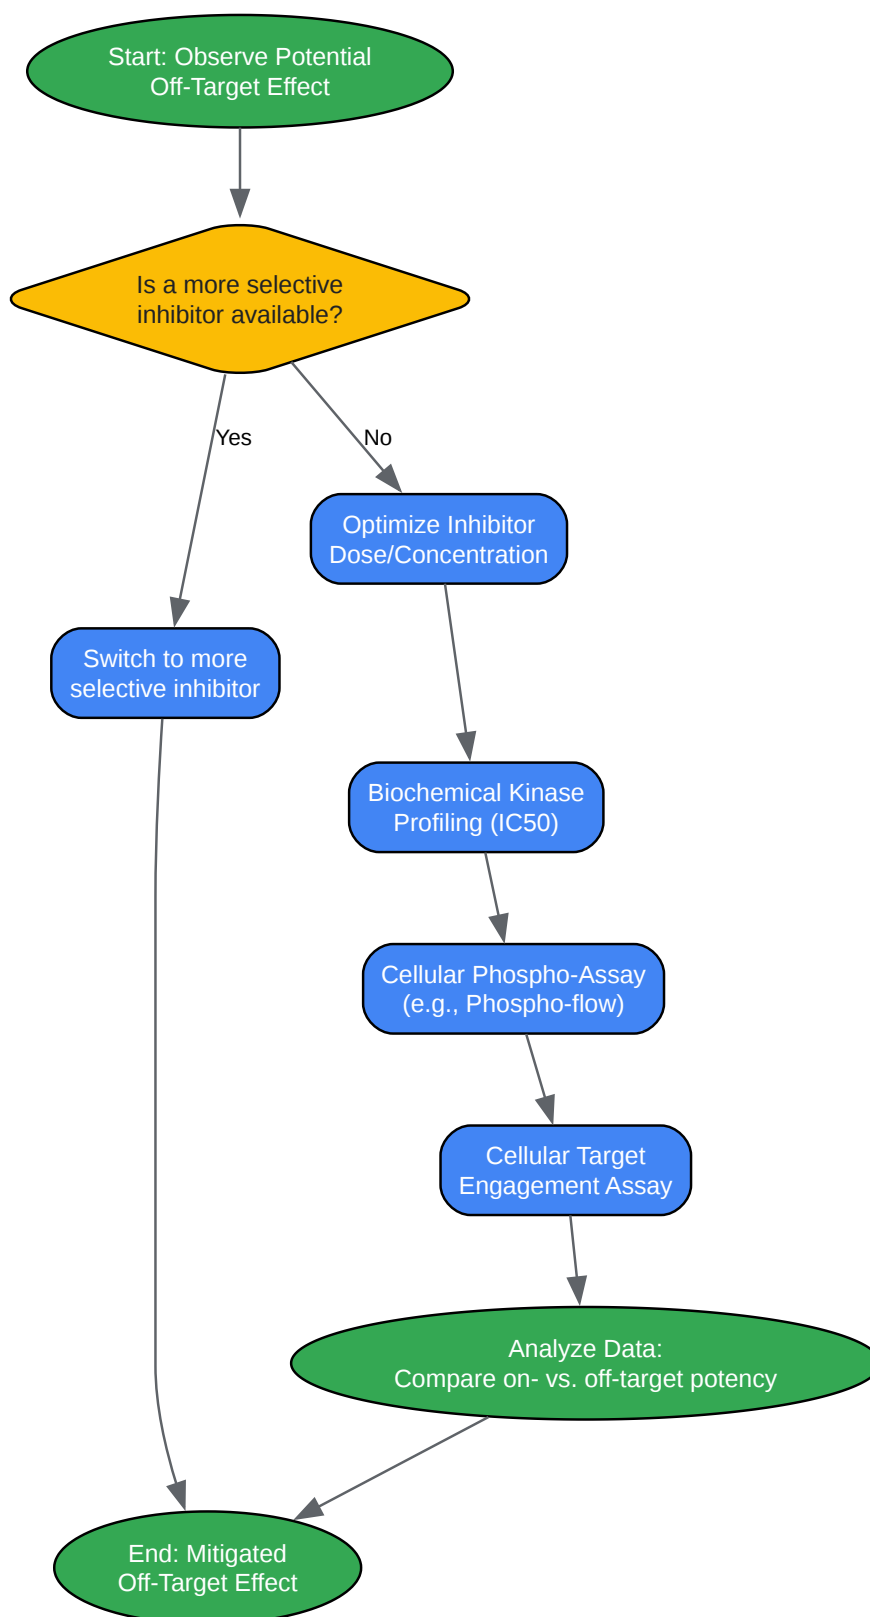 Start: Observe Potential
Off-Target Effect
Is a more selective
inhibitor available?
Yes
No
Optimize Inhibitor
Dose/Concentration
Switch to more
selective inhibitor
Biochemical Kinase
Profiling (IC50)
Cellular Phospho-Assay
(e.g., Phospho-flow)
Cellular Target
Engagement Assay
Analyze Data:
Compare on- vs. off-target potency
End: Mitigated
Off-Target Effect